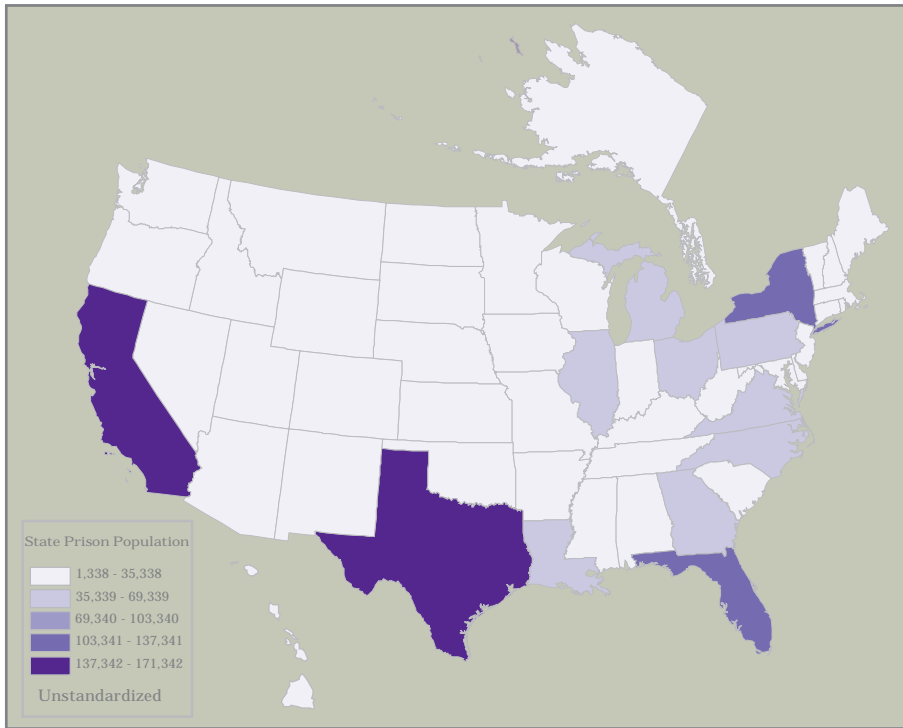 State Prison Population
1,338 - 35,338
35,339 - 69,339
69,340 - 103,340
103,341 - 137,341
137,342 - 171,342
Unstandardized